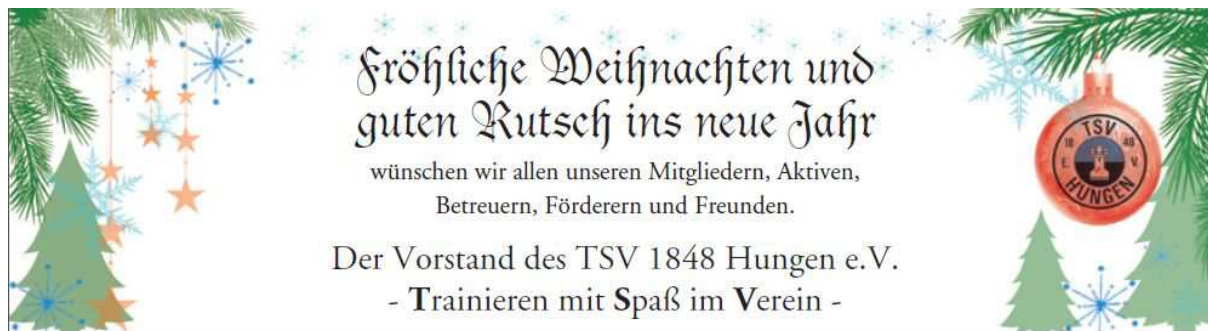 Fröhliche Weihnachten und
guten Rutsch ins neue Jahr
wünschen wir allen unseren Mitgliedern, Aktiven,
Betreuern, Förderern und Freunden.
Der Vorstand des TSV 1848 Hungen e.V.
- Trainieren mit Spaß im Verein -
TSV
18 48
E. V.
HUNGEN